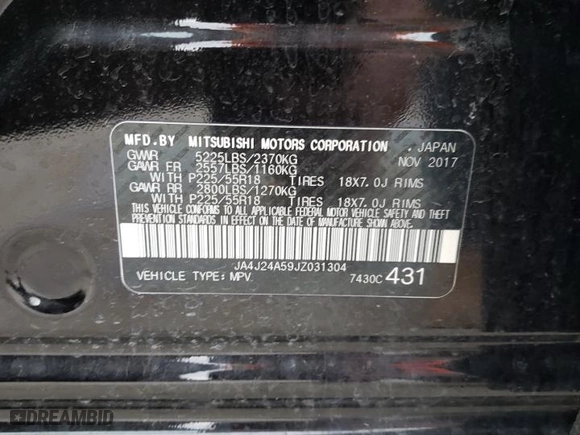 MFD.BY MITSUBISHI MOTORS CORPORATION . JAPAN
GVWR 5225LBS/2370KG NOV 2017
GAWR FR 2557LBS/1160KG
WITH P225/55R18 TIRES 18X7.0J RIMS
GAWR RR 2800LBS/1270KG
WITH P225/55R18 TIRES 18X7.0J RIMS
THIS VEHICLE CONFORMS TO ALL APPLICABLE FEDERAL MOTOR VEHICLE SAFETY AND THEFT
PREVENTION STANDARDS IN EFFECT ON THE DATE OF MANUFACTURE SHOWN ABOVE.
JA4J24A59JZ031304
VEHICLE TYPE: MPV 7430C 431
DREAMBID